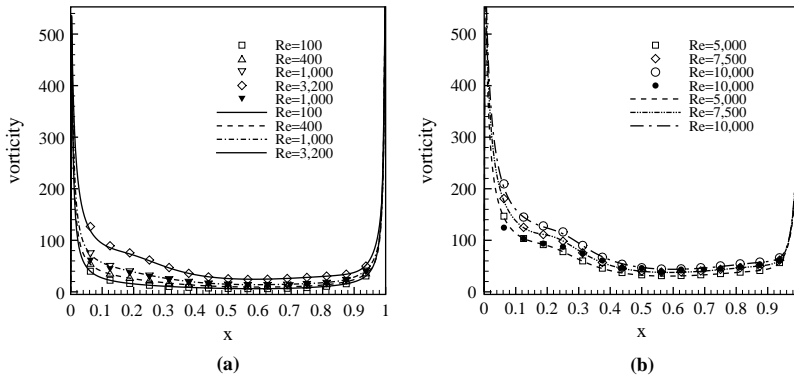 500
400
300
200
100
0
vorticity
Re=100
Re=400
Re=1,000
Re=3,200
Re=1,000
Re=100
Re=400
Re=1,000
Re=3,200
0 0.1 0.2 0.3 0.4 0.5 0.6 0.7 0.8 0.9 1
x
(a)
500
400
300
200
100
0
vorticity
Re=5,000
Re=7,500
Re=10,000
Re=10,000
Re=5,000
Re=7,500
Re=10,000
0 0.1 0.2 0.3 0.4 0.5 0.6 0.7 0.8 0.9
x
(b)